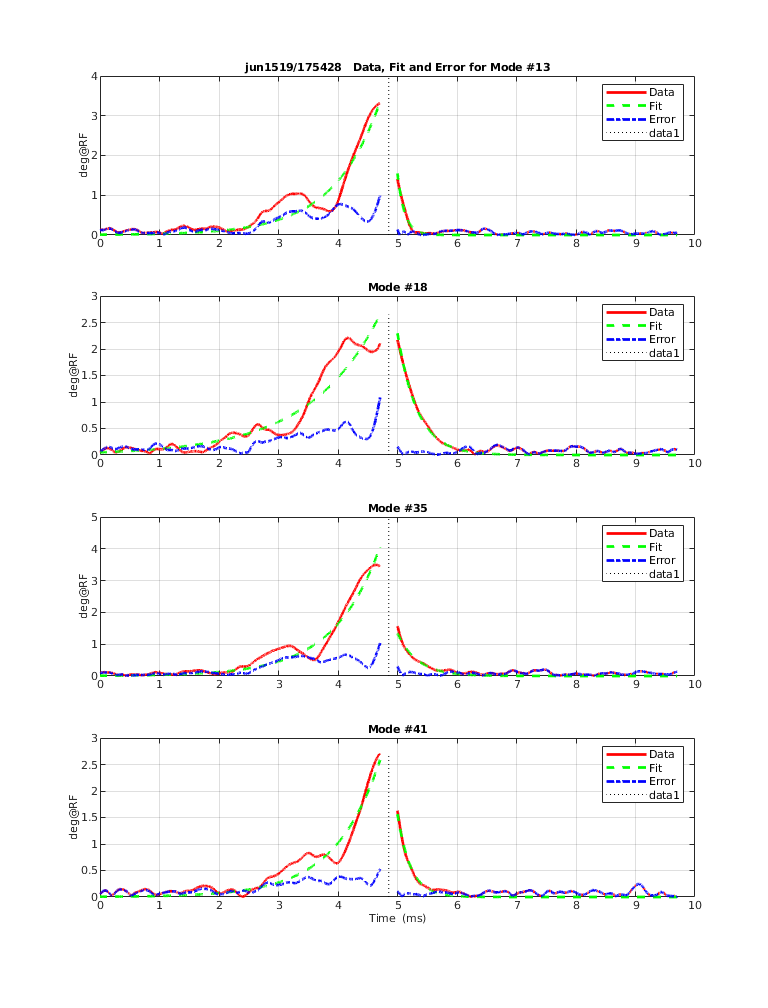 jun1519/175428   Data, Fit and Error for Mode #13
4
3
2
1
0
deg@RF
Data
Fit
Error
data1
0 1 2 3 4 5 6 7 8 9 10
Mode #18
3
2.5
2
1.5
1
0.5
0
deg@RF
Data
Fit
Error
data1
0 1 2 3 4 5 6 7 8 9 10
Mode #35
5
4
3
2
1
0
deg@RF
Data
Fit
Error
data1
0 1 2 3 4 5 6 7 8 9 10
Mode #41
3
2.5
2
1.5
1
0.5
0
deg@RF
Data
Fit
Error
data1
0 1 2 3 4 5 6 7 8 9 10
Time  (ms)